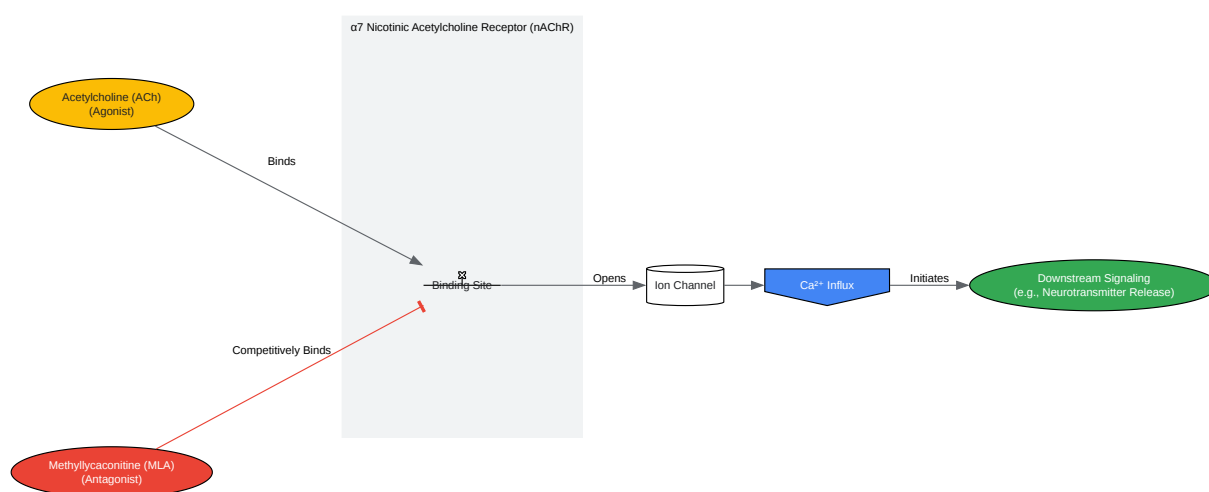 α7 Nicotinic Acetylcholine Receptor (nAChR)
Acetylcholine (ACh)
(Agonist)
Binds
Binding Site
Opens
Ion Channel
Ca²⁺ Influx
Initiates
Downstream Signaling
(e.g., Neurotransmitter Release)
Competitively Binds
Methyllycaconitine (MLA)
(Antagonist)